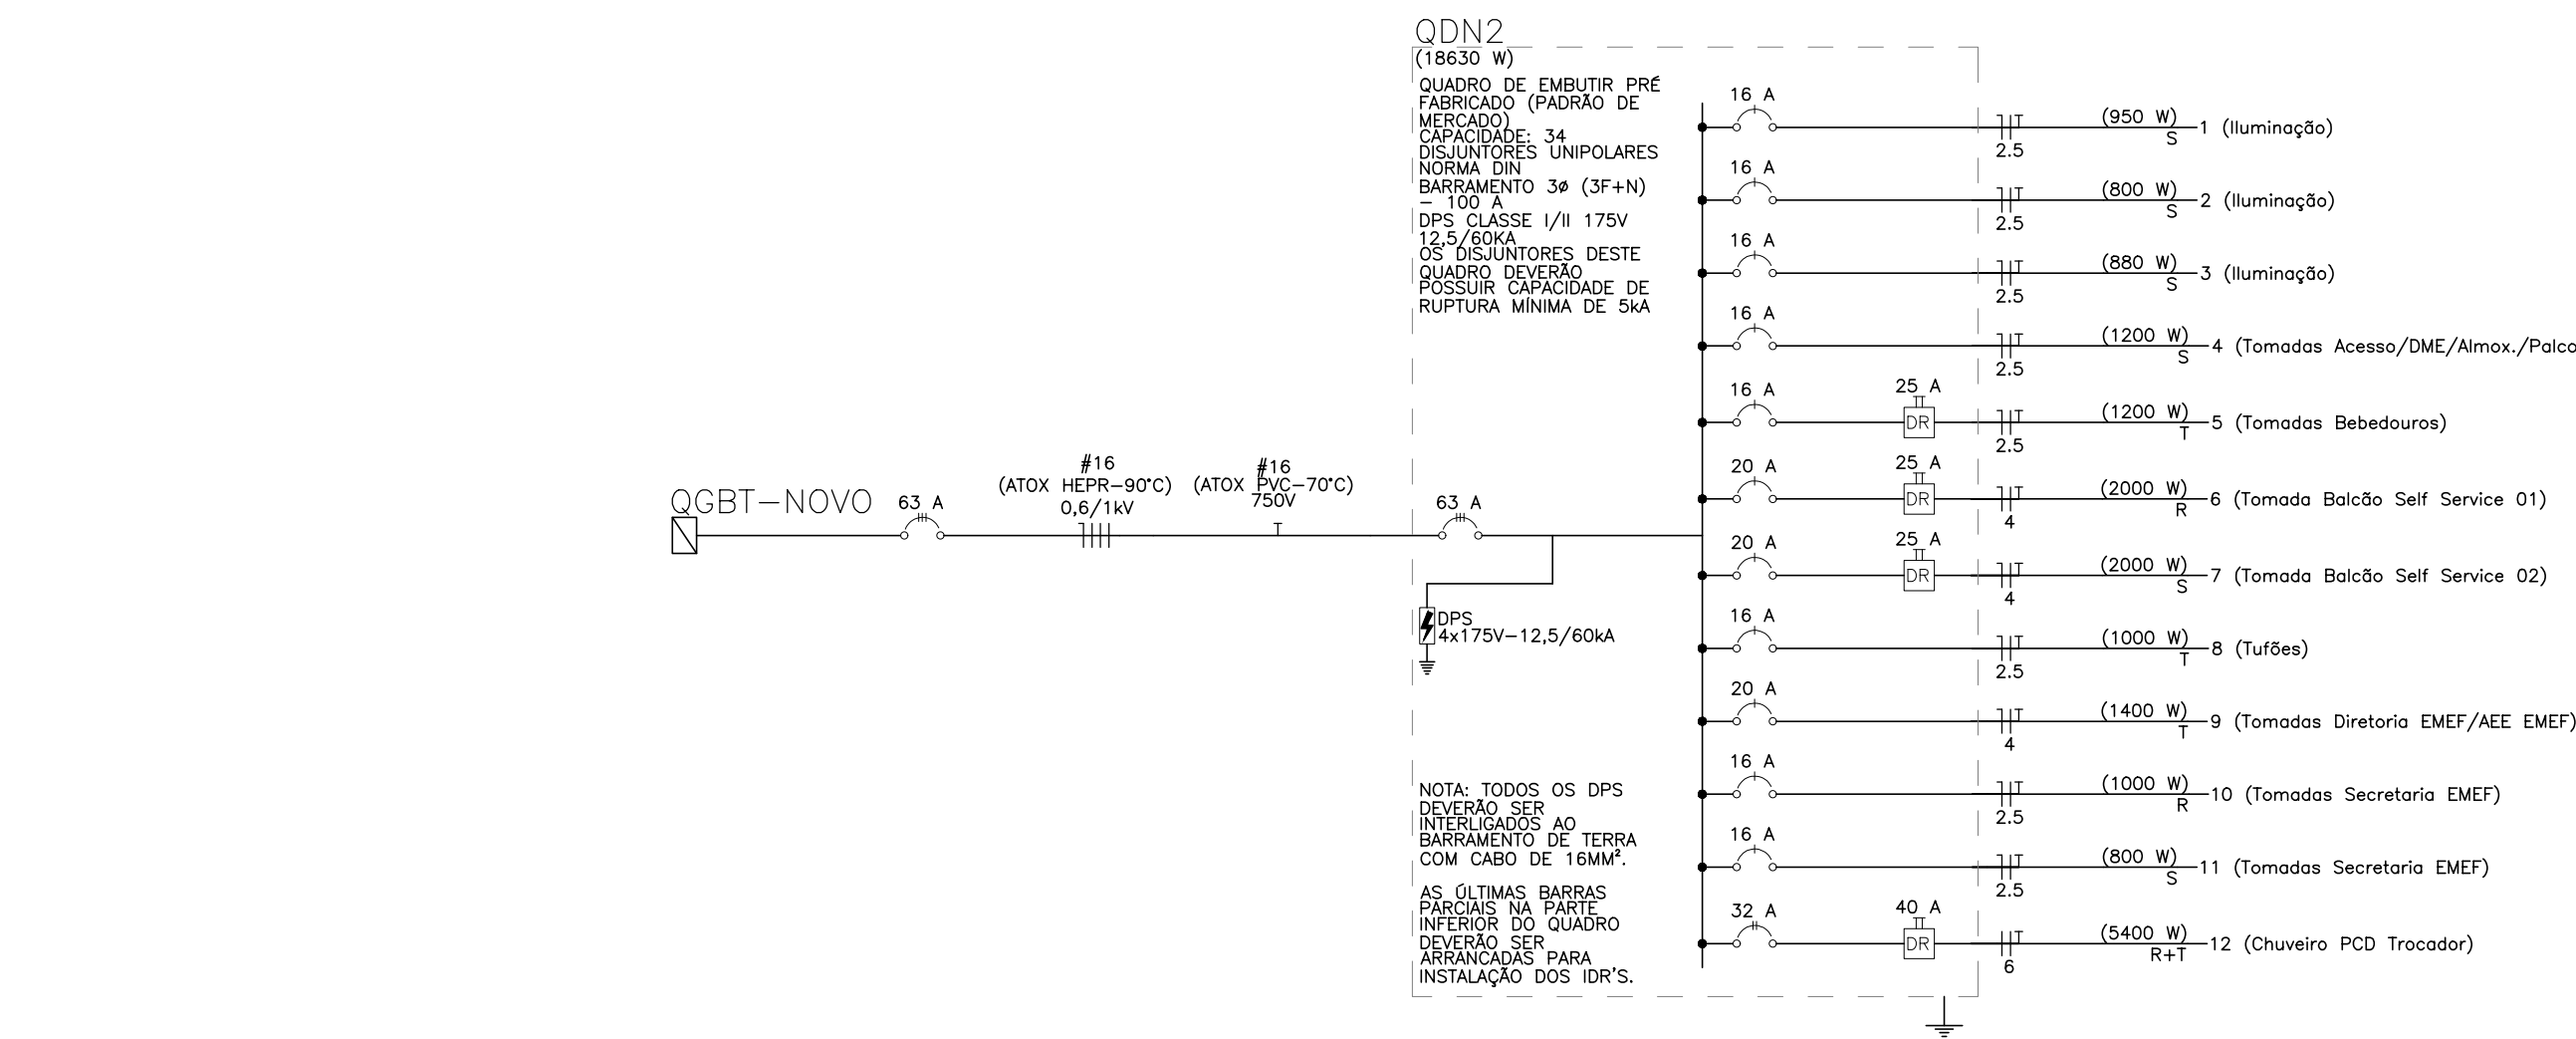 QDN2
(18630 W)
QUADRO DE EMBUTIR PRÉ
FABRICADO (PADRÃO DE
MERCADO)
CAPACIDADE: 34
DISJUNTORES UNIPOLARES
NORMA DIN
BARRAMENTO 3ø (3F+N)
- 100 A
DPS CLASSE I/II 175V
12,5/60KA
OS DISJUNTORES DESTE
QUADRO DEVERÃO
POSSUIR CAPACIDADE DE
RUPTURA MÍNIMA DE 5kA
QGBT-NOVO
63 A
#16
(ATOX HEPR-90°C)
0,6/1kV
#16
(ATOX PVC-70°C)
750V
63 A
DPS
4x175V-12,5/60kA
NOTA: TODOS OS DPS
DEVERÃO SER
INTERLIGADOS AO
BARRAMENTO DE TERRA
COM CABO DE 16MM².
AS ÚLTIMAS BARRAS
PARCIAIS NA PARTE
INFERIOR DO QUADRO
DEVERÃO SER
ARRANCADAS PARA
INSTALAÇÃO DOS IDR'S.
16 A
2.5
(950 W)
S
1 (Iluminação)
16 A
2.5
(800 W)
S
2 (Iluminação)
16 A
2.5
(880 W)
S
3 (Iluminação)
16 A
2.5
(1200 W)
S
4 (Tomadas Acesso/DME/Almox./Palco
16 A
25 A
DR
2.5
(1200 W)
T
5 (Tomadas Bebedouros)
20 A
25 A
DR
4
(2000 W)
R
6 (Tomada Balcão Self Service 01)
20 A
25 A
DR
4
(2000 W)
S
7 (Tomada Balcão Self Service 02)
16 A
2.5
(1000 W)
T
8 (Tufões)
20 A
4
(1400 W)
T
9 (Tomadas Diretoria EMEF/AEE EMEF)
16 A
2.5
(1000 W)
R
10 (Tomadas Secretaria EMEF)
16 A
2.5
(800 W)
S
11 (Tomadas Secretaria EMEF)
32 A
40 A
DR
6
(5400 W)
R+T
12 (Chuveiro PCD Trocador)